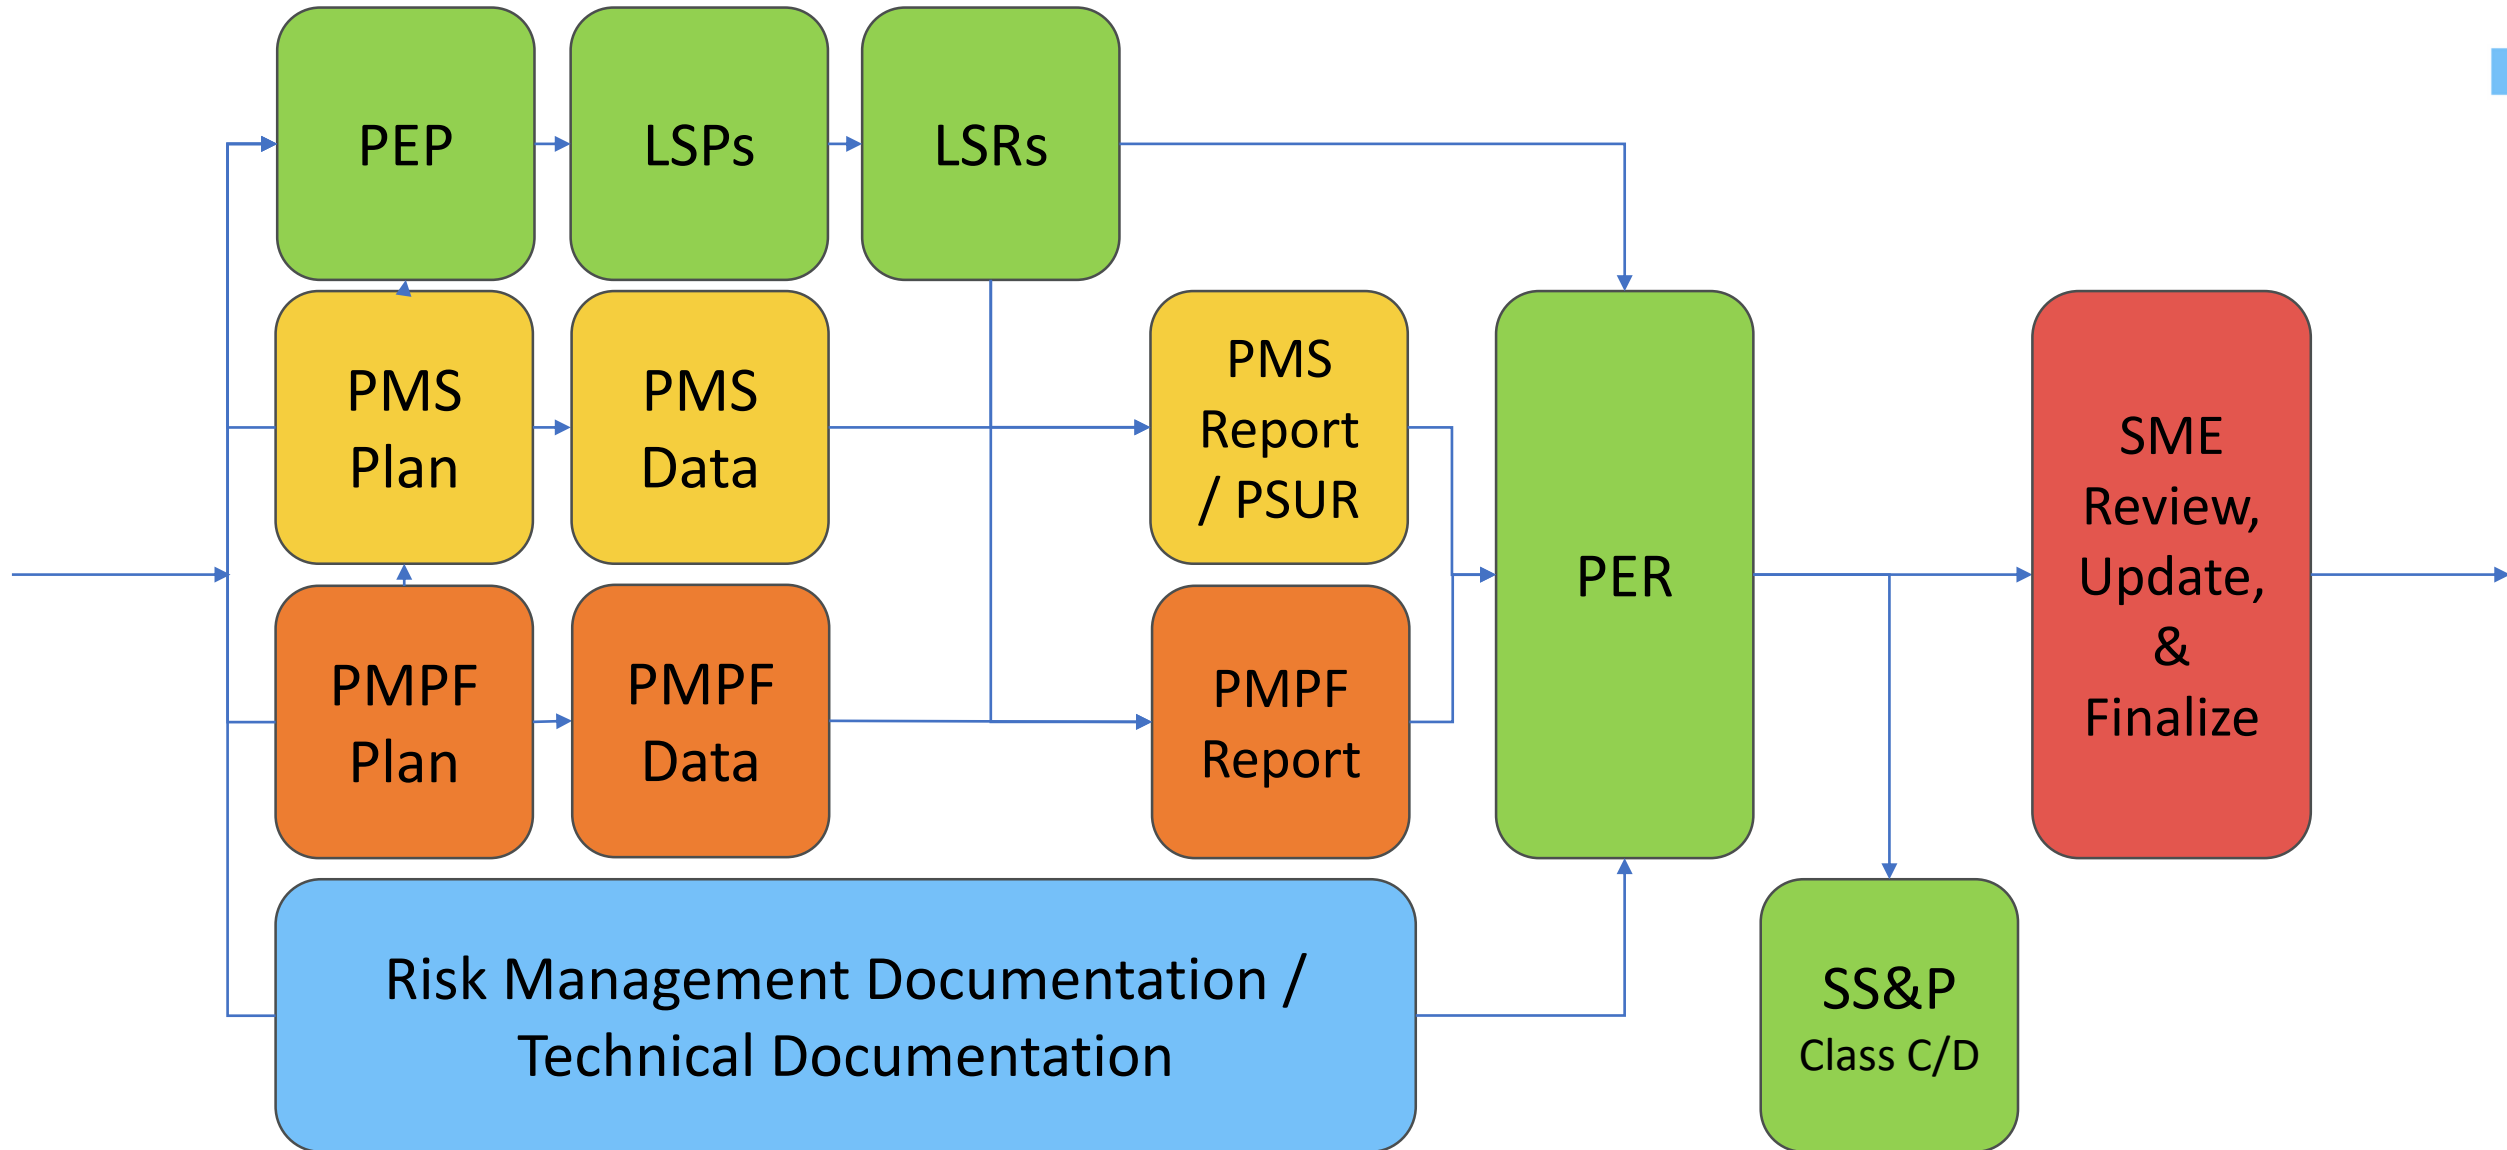 PEP
LSPs
LSRs
PMS
Plan
PMS
Data
PMS
Report
/ PSUR
PMPF
Plan
PMPF
Data
PMPF
Report
PER
SME
Review,
Update,
&
Finalize
Risk Management Documentation /
Technical Documentation
SS&P
Class C/D